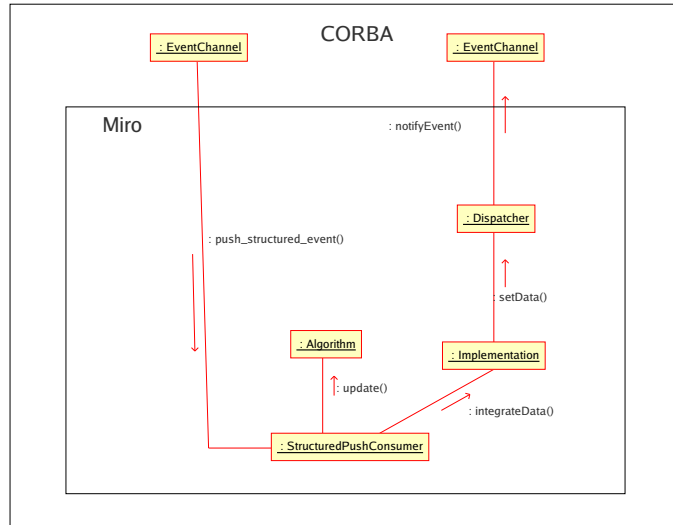 CORBA
: EventChannel
: EventChannel
Miro
: notifyEvent()
: Dispatcher
: push_structured_event()
: setData()
: Algorithm
: Implementation
: update()
: integrateData()
: StructuredPushConsumer